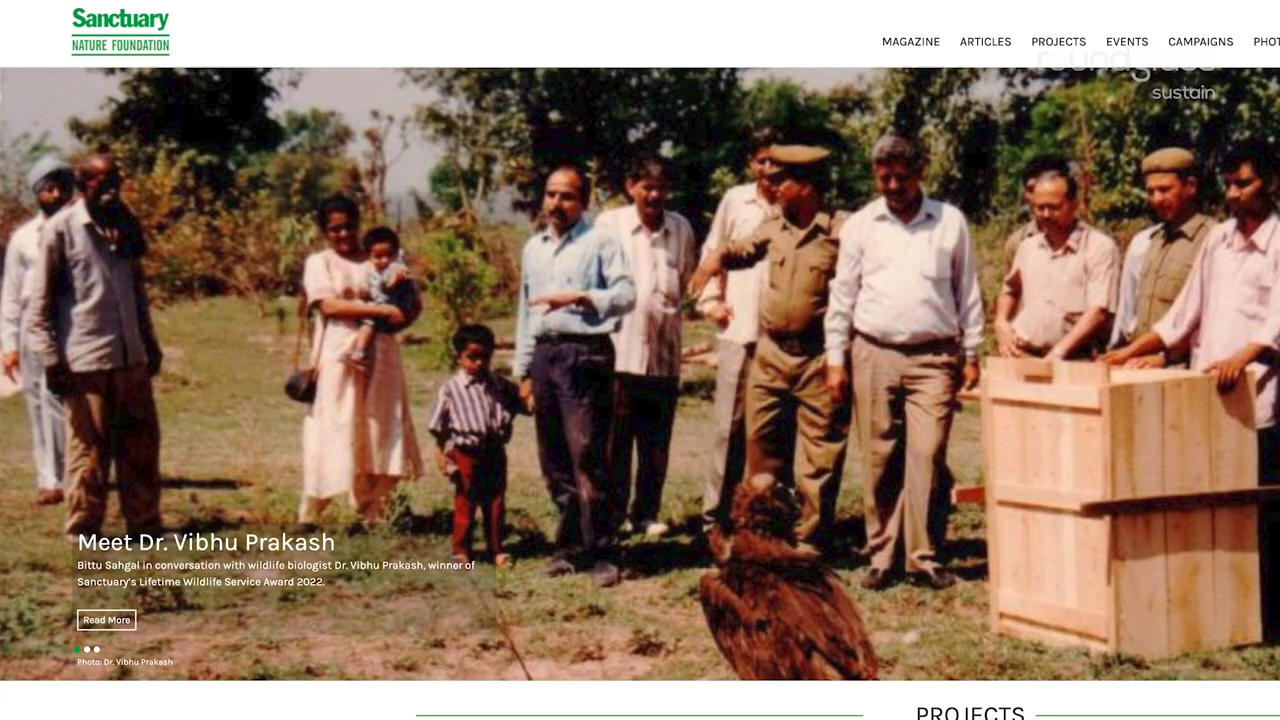 Sanctuary
NATURE FOUNDATION
MAGAZINE ARTICLES PROJECTS EVENTS CAMPAIGNS PHOT
roundglass
sustain
Meet Dr. Vibhu Prakash
Bittu Sahgal in conversation with wildlife biologist Dr. Vibhu Prakash, winner of
Sanctuary's Lifetime Wildlife Service Award 2022.
Read More
Photo: Dr. Vibhu Prakash
PROJECTS